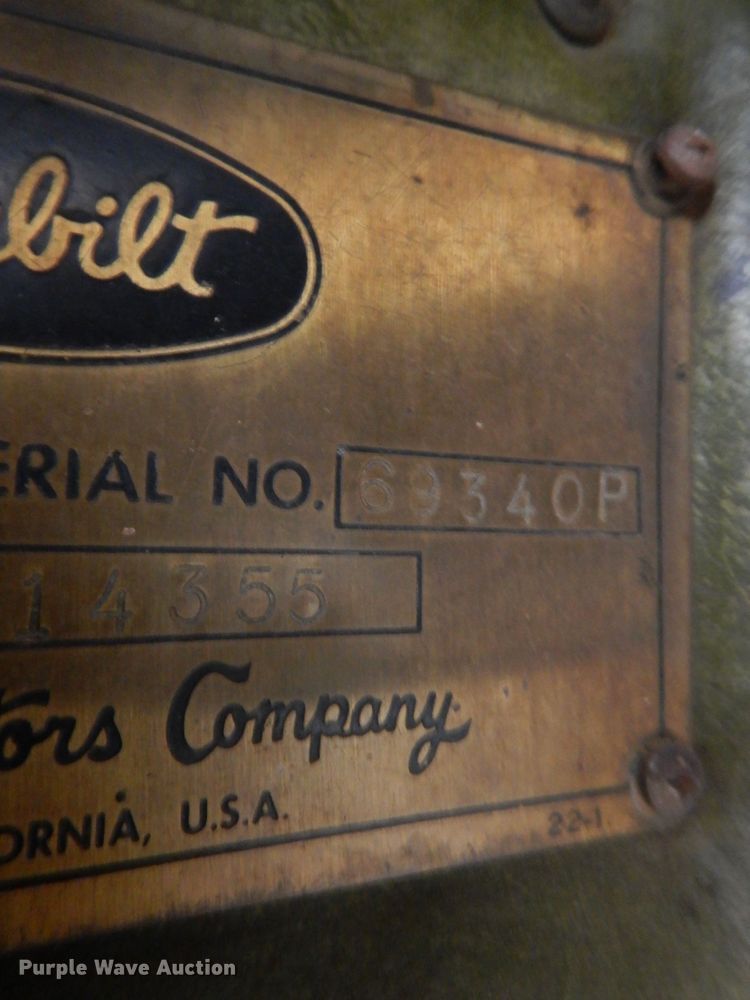 bilt
ERIAL NO. 69340P
14355
tors Company
ORNIA, U.S.A.
22-1
Purple Wave Auction